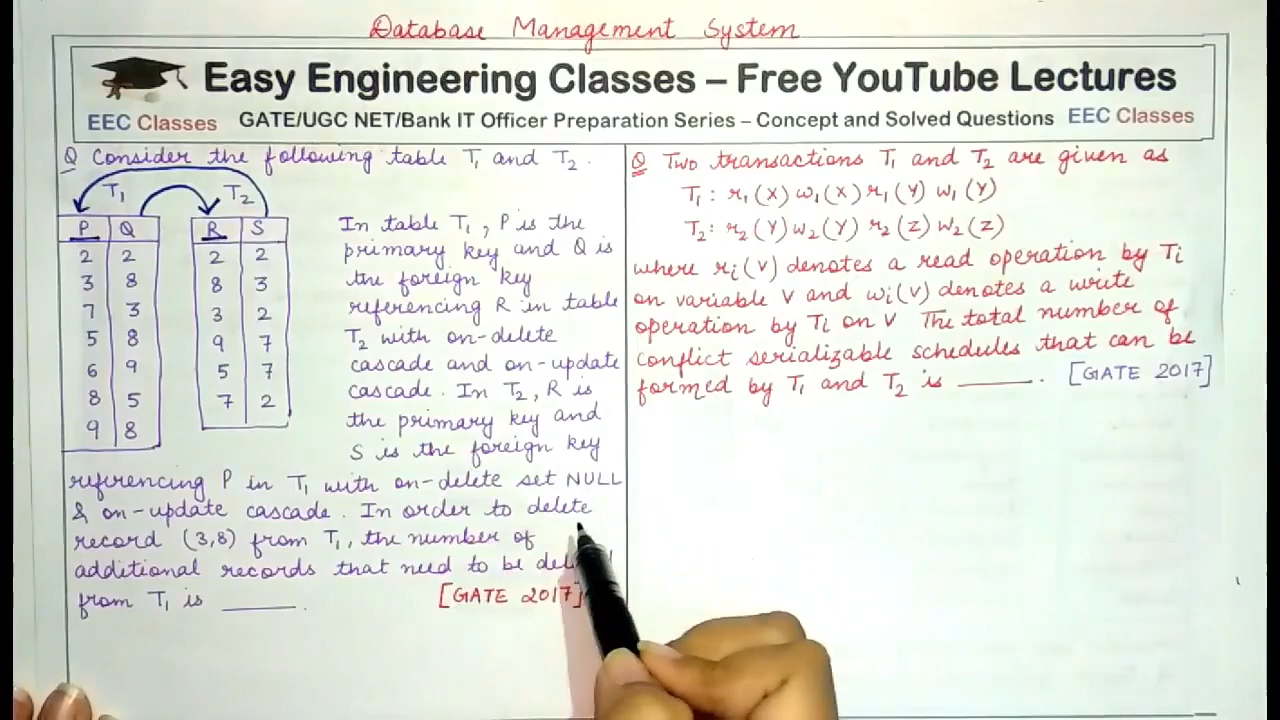 Database Management System
Easy Engineering Classes – Free YouTube Lectures
EEC Classes GATE/UGC NET/Bank IT Officer Preparation Series – Concept and Solved Questions EEC Classes
Q Consider the following table T1 and T2.
T1 T2
P Q R S
2 2 2 2
3 8 8 3
7 3 3 2
5 8 9 7
6 9 5 7
8 5 7 2
9 8
In table T1, P is the
primary key and Q is
the foreign key
referencing R in table
T2 with on-delete
cascade and on-update
cascade. In T2, R is
the primary key and
S is the foreign key
referencing P in T1 with on-delete set NULL
& on-update cascade. In order to delete
record (3,8) from T1, the number of
additional records that need to be
from T1 is ______.
[GATE 2017]
Q Two transactions T1 and T2 are given as
T1: r1(X) w1(X) r1(Y) w1(Y)
T2: r2(Y) w2(Y) r2(Z) w2(Z)
where ri(V) denotes a read operation by Ti
on variable V and wi(V) denotes a write
operation by Ti on V The total number of
conflict serializable schedules that can be
formed by T1 and T2 is ______. [GATE 2017]